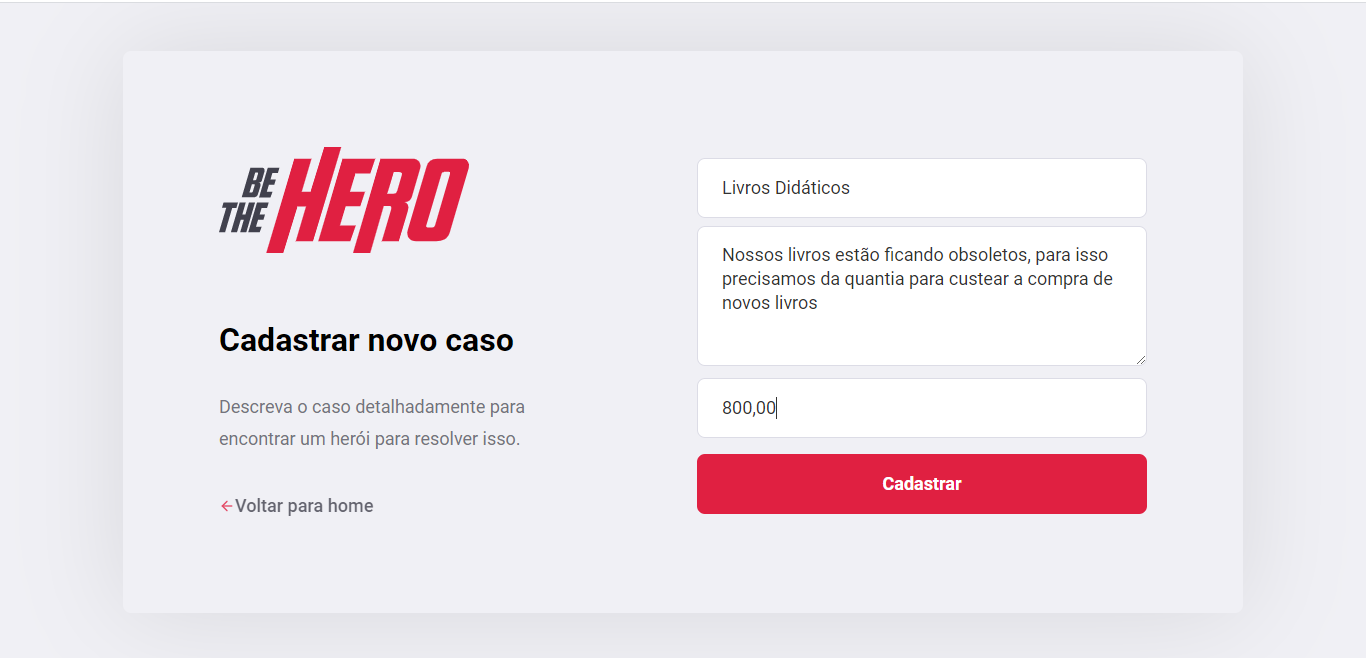 BE
THE
HERO
Cadastrar novo caso
Descreva o caso detalhadamente para
encontrar um herói para resolver isso.
Voltar para home
Livros Didáticos
Nossos livros estão ficando obsoletos, para isso
precisamos da quantia para custear a compra de
novos livros
800,00
Cadastrar